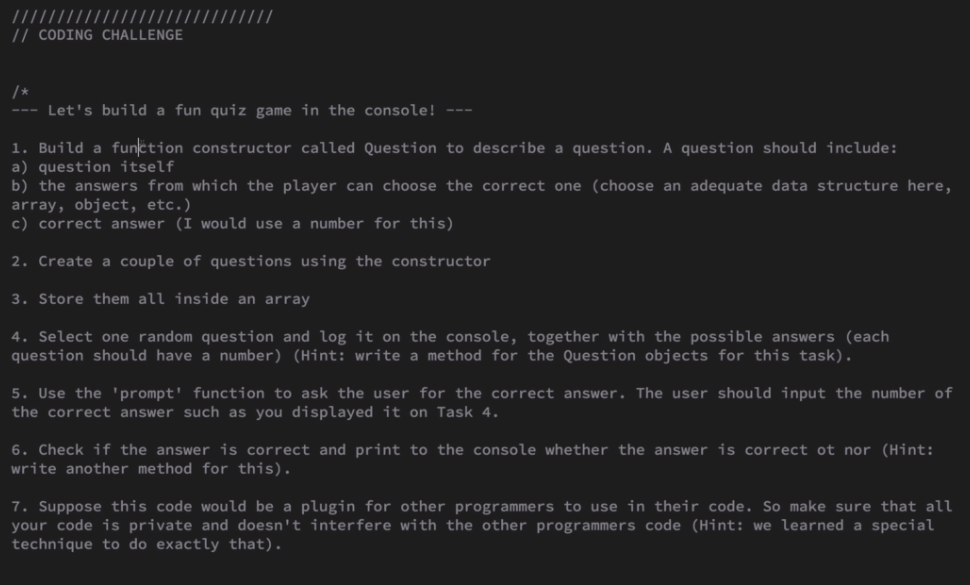 /////////////////////////////
// CODING CHALLENGE
/*
--- Let's build a fun quiz game in the console! ---
1. Build a function constructor called Question to describe a question. A question should include:
a) question itself
b) the answers from which the player can choose the correct one (choose an adequate data structure here,
array, object, etc.)
c) correct answer (I would use a number for this)
2. Create a couple of questions using the constructor
3. Store them all inside an array
4. Select one random question and log it on the console, together with the possible answers (each
question should have a number) (Hint: write a method for the Question objects for this task).
5. Use the 'prompt' function to ask the user for the correct answer. The user should input the number of
the correct answer such as you displayed it on Task 4.
6. Check if the answer is correct and print to the console whether the answer is correct ot nor (Hint:
write another method for this).
7. Suppose this code would be a plugin for other programmers to use in their code. So make sure that all
your code is private and doesn't interfere with the other programmers code (Hint: we learned a special
technique to do exactly that).